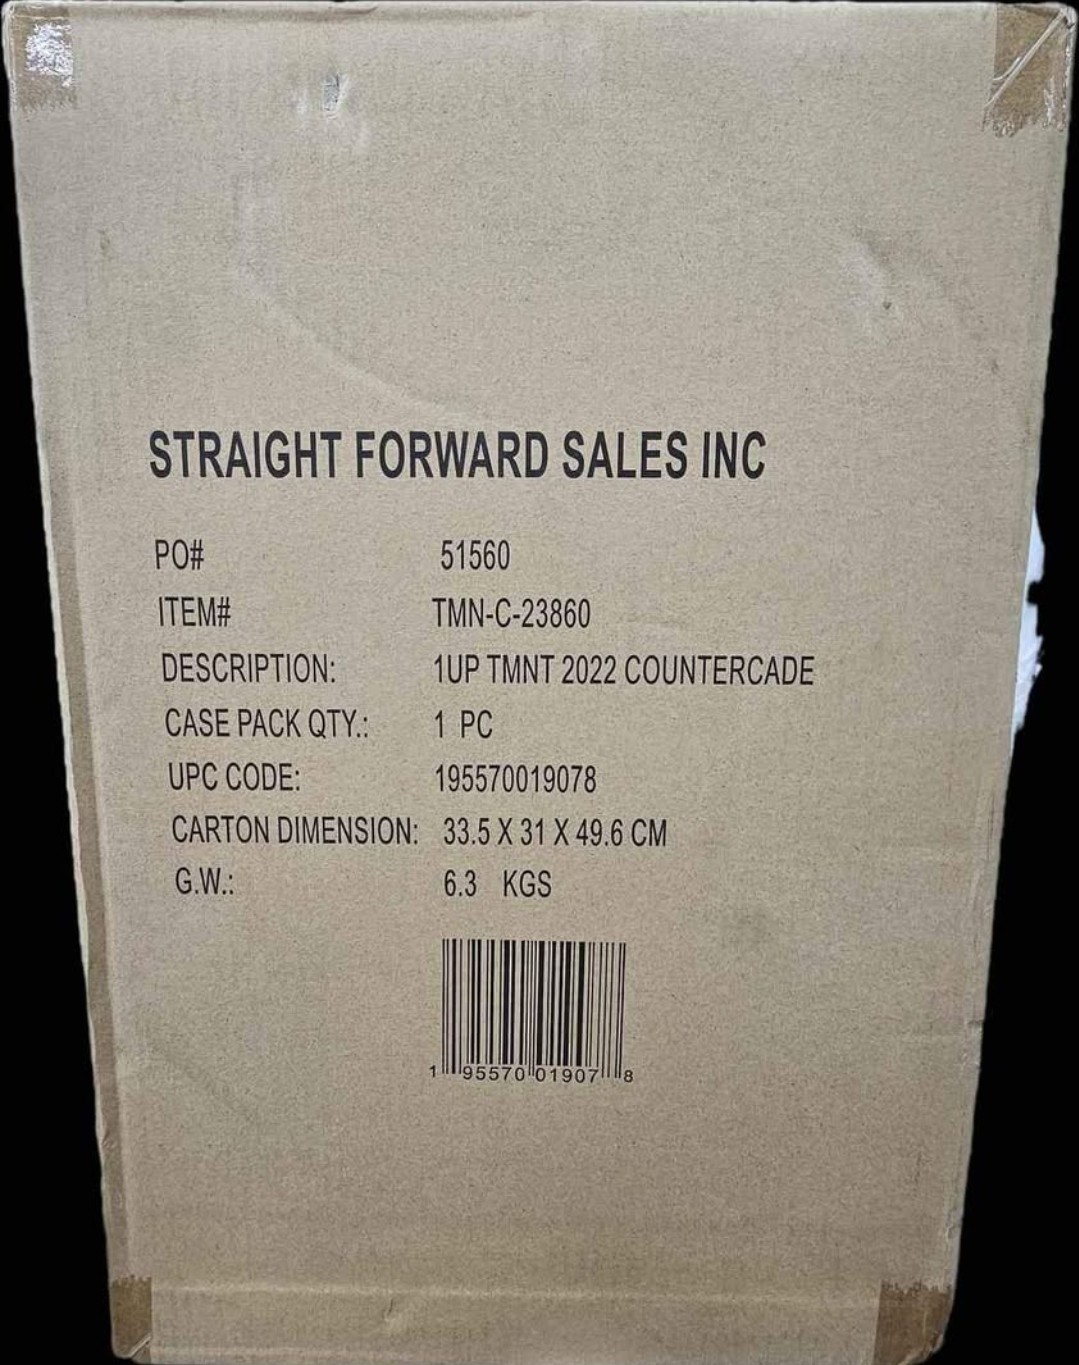 STRAIGHT FORWARD SALES INC
PO# 51560
ITEM# TMN-C-23860
DESCRIPTION: 1UP TMNT 2022 COUNTERCADE
CASE PACK QTY.: 1 PC
UPC CODE: 195570019078
CARTON DIMENSION: 33.5 X 31 X 49.6 CM
G.W.: 6.3 KGS
1 95570 01907 8